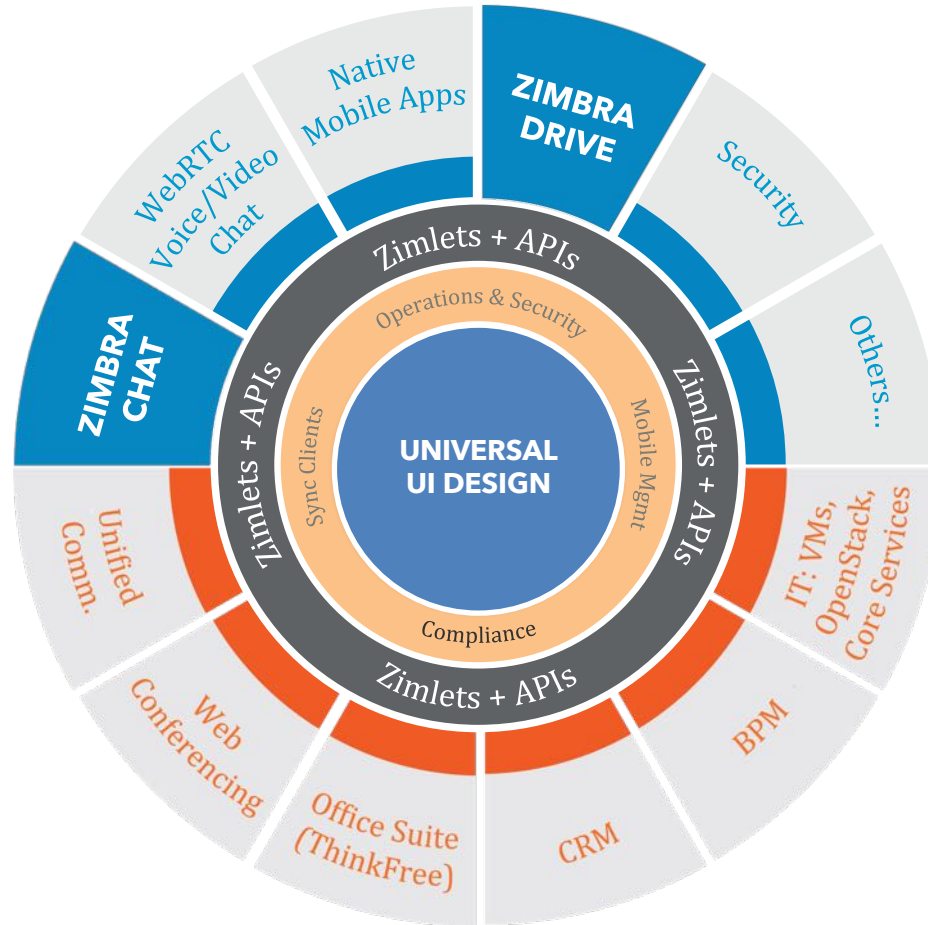 Native
Mobile Apps
ZIMBRA
DRIVE
Security
Others...
WebRTC
Voice/Video
Chat
ZIMBRA
CHAT
Zimlets + APIs
Zimlets + APIs
Zimlets + APIs
Zimlets + APIs
Operations & Security
Sync Clients
Mobile Mgmt
Compliance
UNIVERSAL
UI DESIGN
Unified
Comm.
Web
Conferencing
Office Suite
(ThinkFree)
CRM
BPM
IT: VMs,
OpenStack,
Core Services